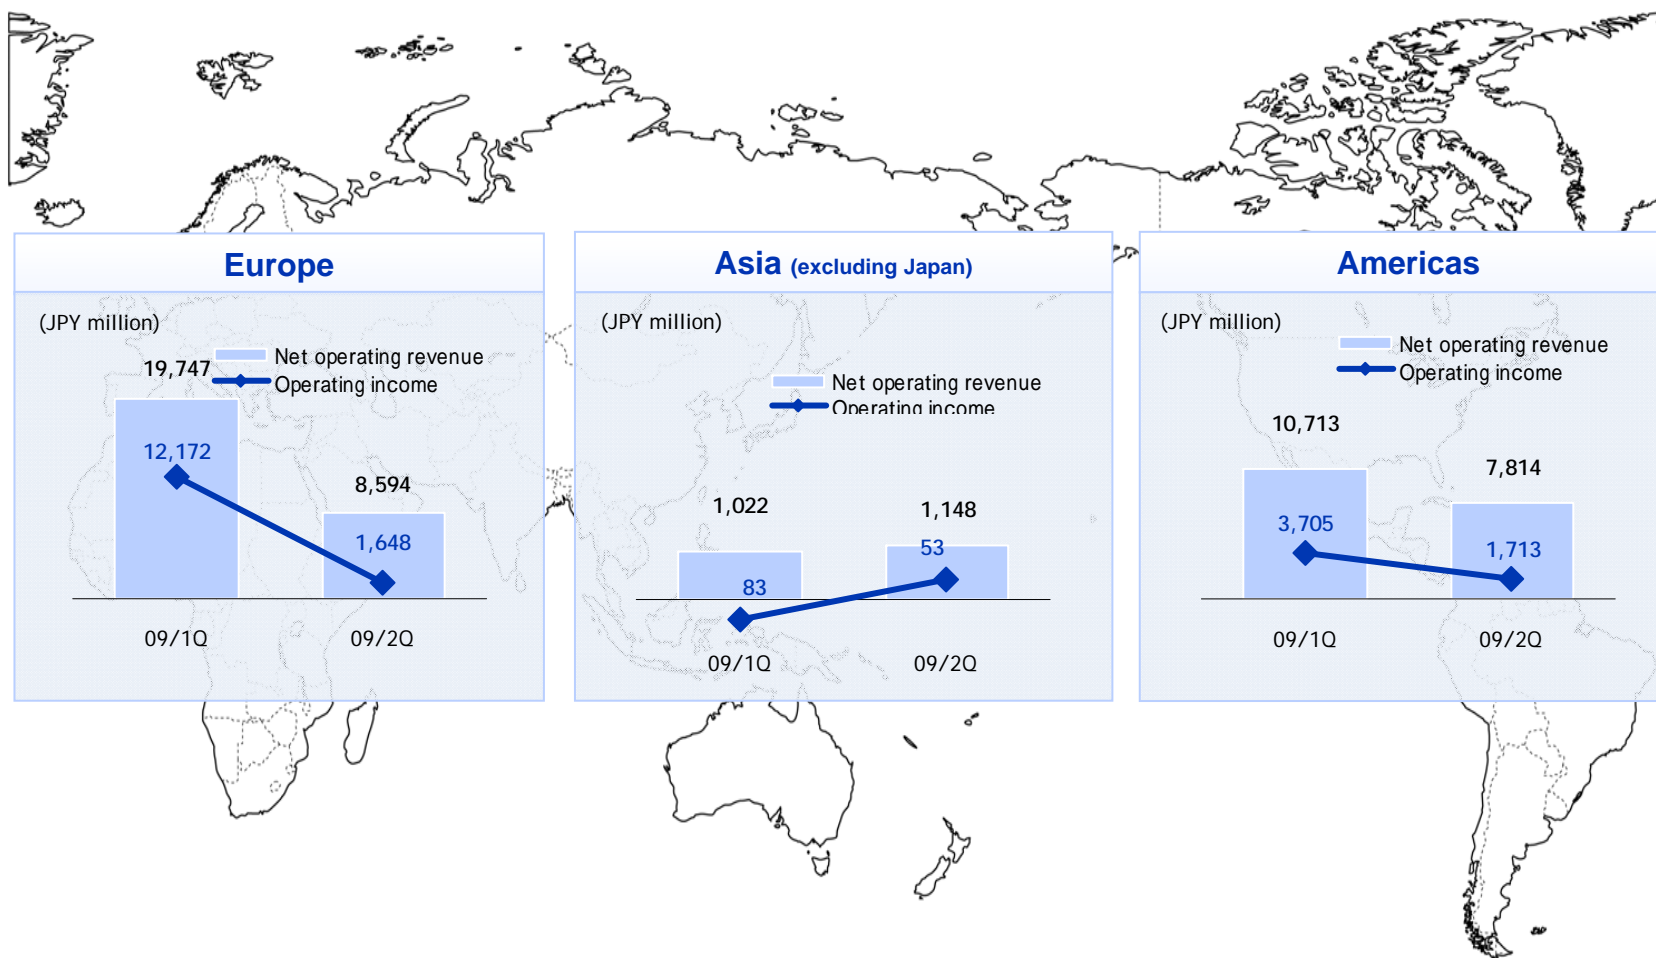 Europe
(JPY million)
Net operating revenue
19,747
Operating income
12,172
8,594
1,648
09/1Q
09/2Q
Asia (excluding Japan)
(JPY million)
Net operating revenue
Operating income
1,022
1,148
53
83
09/1Q
09/2Q
Americas
(JPY million)
Net operating revenue
Operating income
10,713
7,814
3,705
1,713
09/1Q
09/2Q